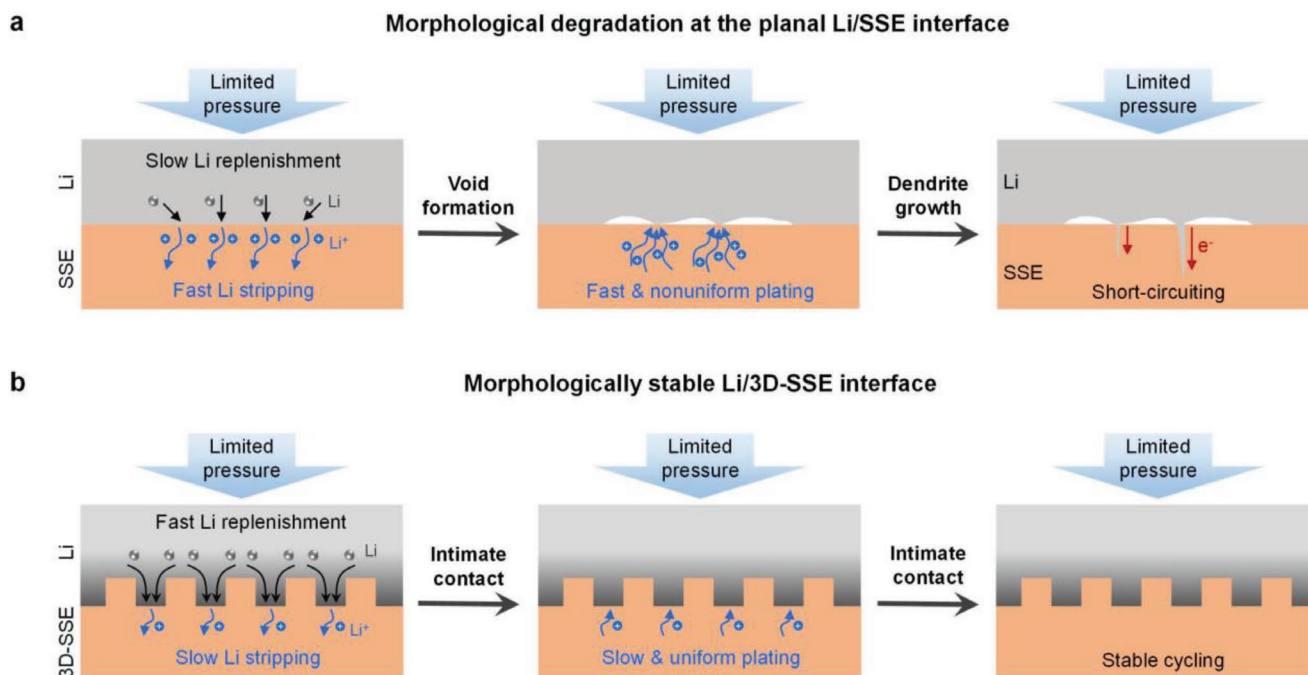 a
Morphological degradation at the planal Li/SSE interface
Limited
pressure
Limited
pressure
Limited
pressure
Li
SSE
Slow Li replenishment
Li
Li⁺
Fast Li stripping
Void
formation
Fast & nonuniform plating
Dendrite
growth
Li
SSE
e⁻
Short-circuiting
b
Morphologically stable Li/3D-SSE interface
Limited
pressure
Limited
pressure
Limited
pressure
Li
3D-SSE
Fast Li replenishment
Li
Li⁺
Slow Li stripping
Intimate
contact
Slow & uniform plating
Intimate
contact
Stable cycling